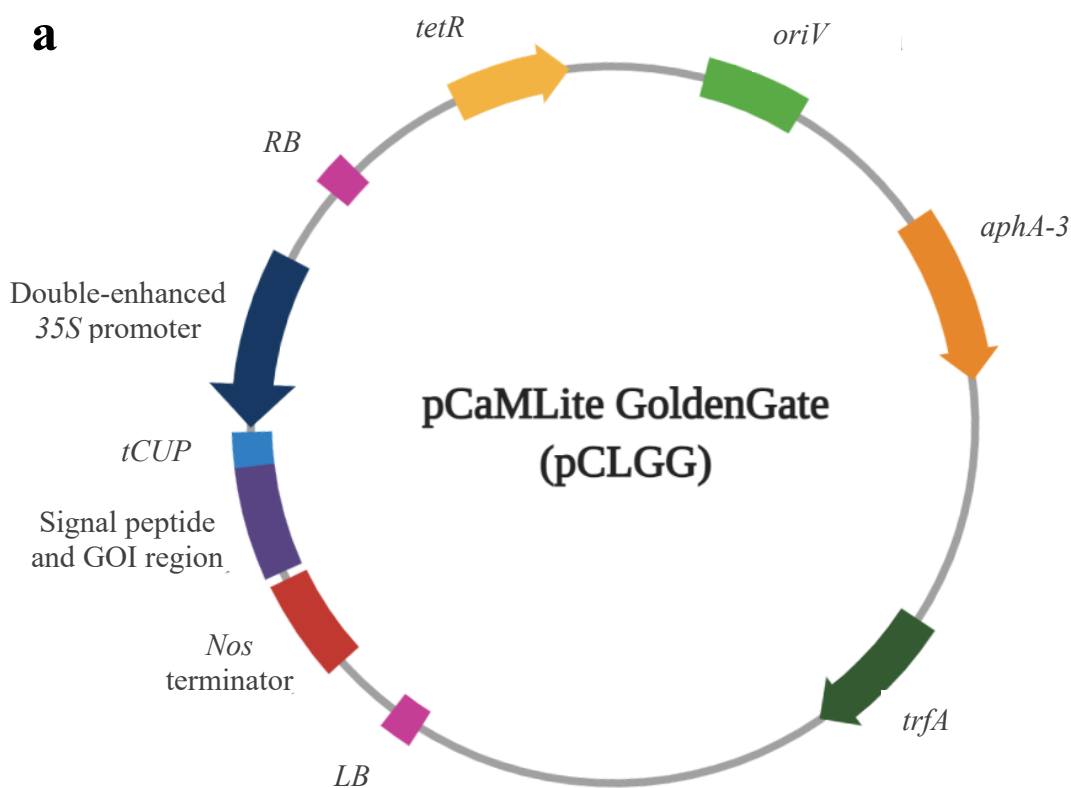 a
tetR
oriV
RB
aphA-3
Double-enhanced
35S promoter
pCaMLite GoldenGate
(pCLGG)
tCUP
Signal peptide
and GOI region
Nos
terminator
trfA
LB